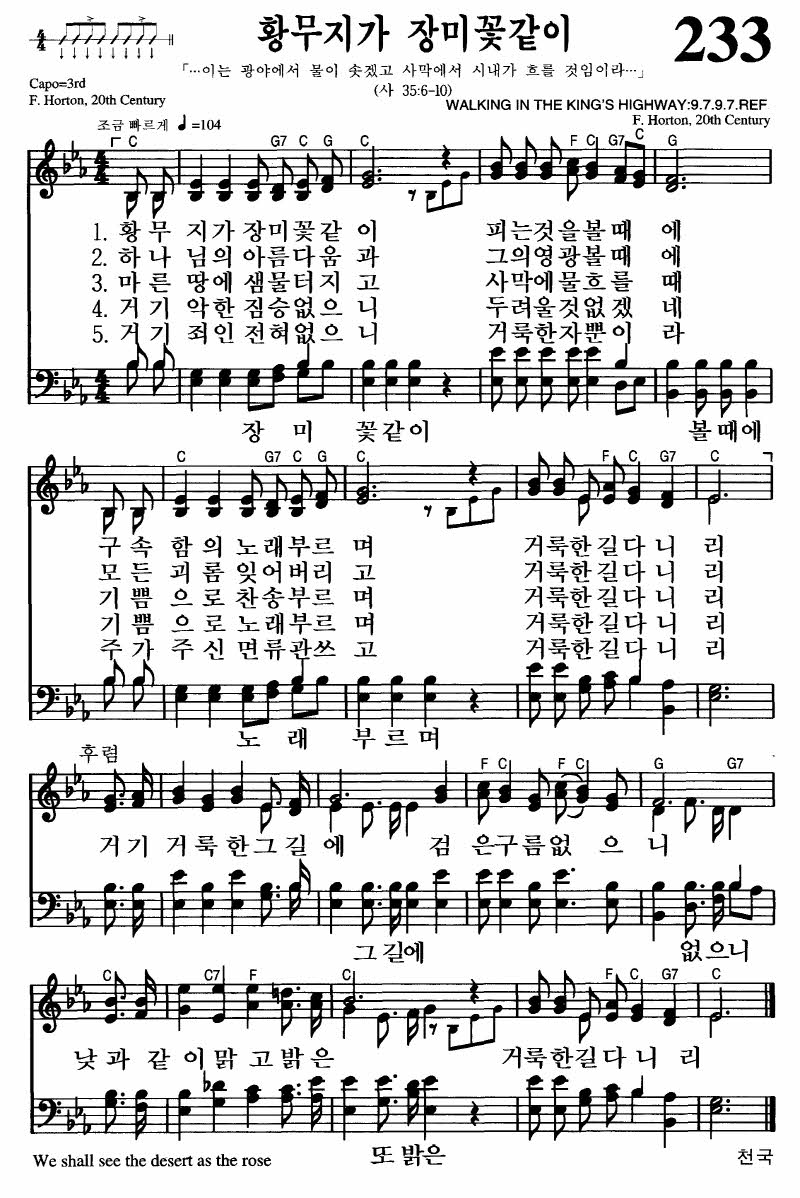 황무지가 장미꽃같이
233
「…이는 광야에서 물이 솟겠고 사막에서 시내가 흐를 것임이라…」
(사 35:6-10)
Capo=3rd
F. Horton, 20th Century
WALKING IN THE KING'S HIGHWAY:9.7.9.7.REF
F. Horton, 20th Century
조금 빠르게 ♩=104
C G7 C G C F C G7 C G
1. 황무 지가장미꽃같이 피는것을볼때에
2. 하나 님의아름다움과 그의영광볼때에
3. 마른 땅에샘물터지고 사막에물흐를때
4. 거기 악한짐승없으니 두려울것없겠네
5. 거기 죄인전혀없으니 거룩한자뿐이라
장미 꽃같이 볼때에
C G7 C G C F C G7 C
구속함의노래부르며 거룩한길다니리
모든괴롬잊어버리고 거룩한길다니리
기쁨으로찬송부르며 거룩한길다니리
기쁨으로노래부르며 거룩한길다니리
주가주신면류관쓰고 거룩한길다니리
노래 부르며
후렴
F C F C G G7
거기 거룩한그길에 검은구름없으니
그길에 없으니
C C7 F C F C G7 C
낮과 같이맑고밝은 거룩한길다니리
또밝은
We shall see the desert as the rose
천국